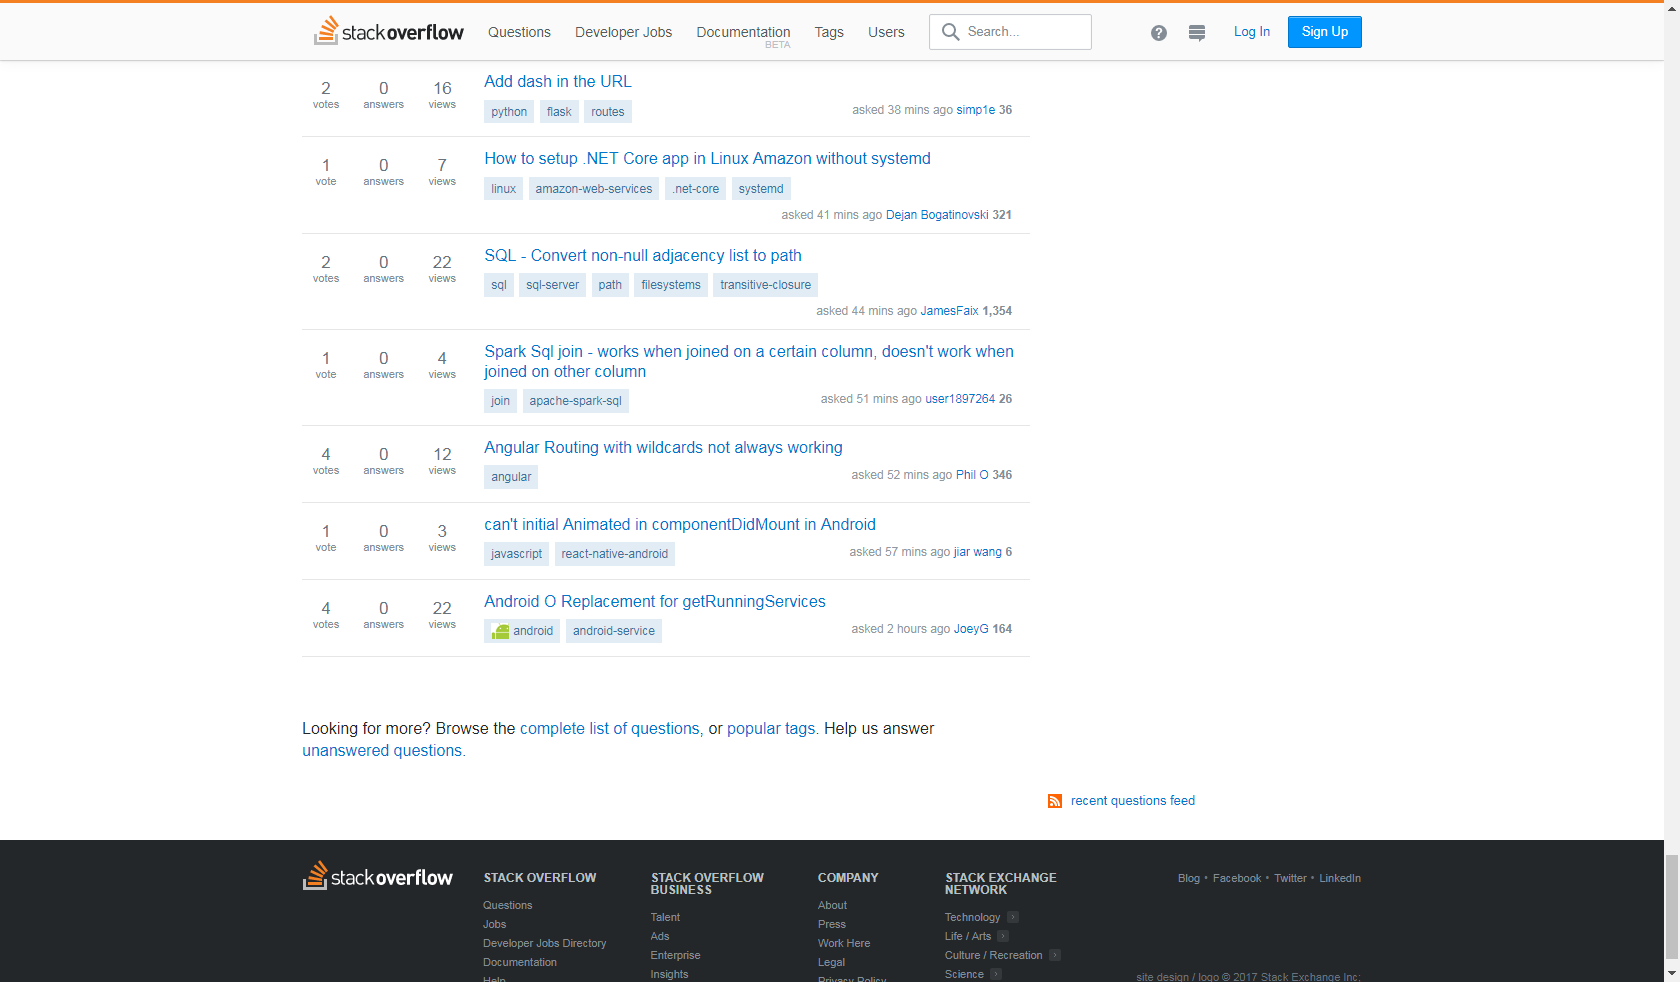 stackoverflow Questions Developer Jobs Documentation BETA Tags Users Search... ? Log In Sign Up
2 votes 0 answers 16 views
Add dash in the URL
python flask routes
asked 38 mins ago simp1e 36
1 vote 0 answers 7 views
How to setup .NET Core app in Linux Amazon without systemd
linux amazon-web-services .net-core systemd
asked 41 mins ago Dejan Bogatinovski 321
2 votes 0 answers 22 views
SQL - Convert non-null adjacency list to path
sql sql-server path filesystems transitive-closure
asked 44 mins ago JamesFaix 1,354
1 vote 0 answers 4 views
Spark Sql join - works when joined on a certain column, doesn't work when
joined on other column
join apache-spark-sql
asked 51 mins ago user1897264 26
4 votes 0 answers 12 views
Angular Routing with wildcards not always working
angular
asked 52 mins ago Phil O 346
1 vote 0 answers 3 views
can't initial Animated in componentDidMount in Android
javascript react-native-android
asked 57 mins ago jiar wang 6
4 votes 0 answers 22 views
Android O Replacement for getRunningServices
android android-service
asked 2 hours ago JoeyG 164
Looking for more? Browse the complete list of questions, or popular tags. Help us answer
unanswered questions.
recent questions feed
stackoverflow
STACK OVERFLOW
Questions
Jobs
Developer Jobs Directory
Documentation
Help
STACK OVERFLOW
BUSINESS
Talent
Ads
Enterprise
Insights
COMPANY
About
Press
Work Here
Legal
Privacy Policy
STACK EXCHANGE
NETWORK
Technology
Life / Arts
Culture / Recreation
Science
Blog • Facebook • Twitter • LinkedIn
site design / logo © 2017 Stack Exchange Inc;